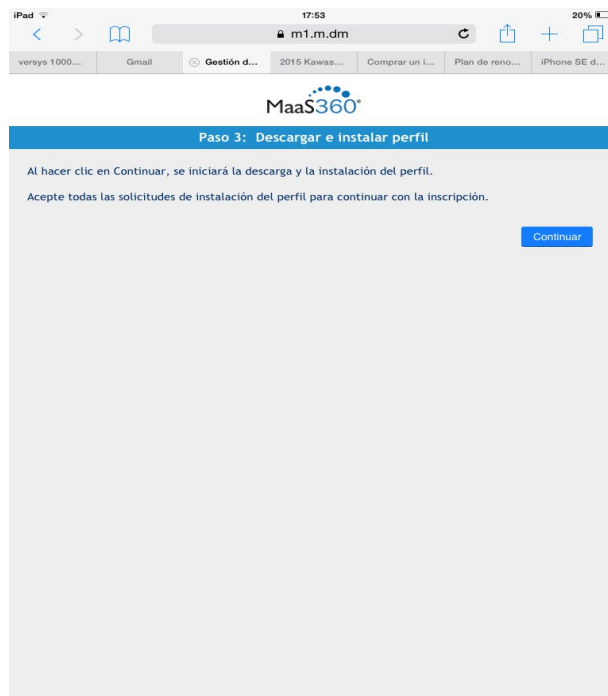 iPad 17:53 20%
m1.m.dm
versys 1000... Gmail Gestión d... 2015 Kawas... Comprar un i... Plan de reno... iPhone SE d...
MaaS360
Paso 3: Descargar e instalar perfil
Al hacer clic en Continuar, se iniciará la descarga y la instalación del perfil.
Acepte todas las solicitudes de instalación del perfil para continuar con la inscripción.
Continuar